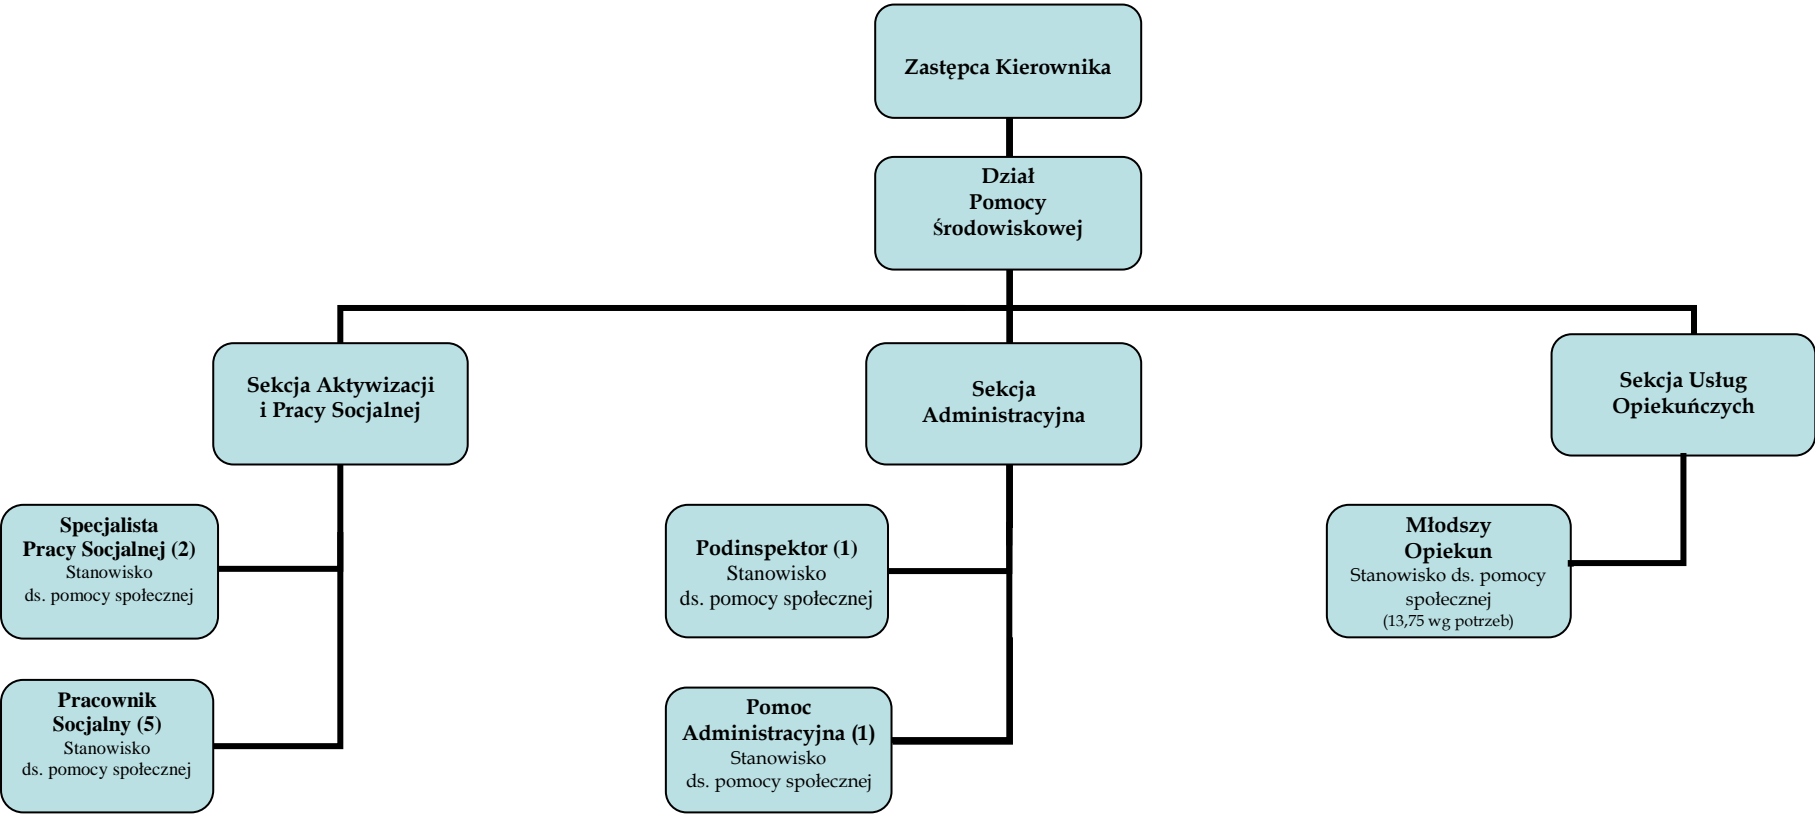 Zastępca Kierownika
Dział
Pomocy
Środowiskowej
Sekcja Aktywizacji
i Pracy Socjalnej
Sekcja
Administracyjna
Sekcja Usług
Opiekuńczych
Specjalista
Pracy Socjalnej (2)
Stanowisko
ds. pomocy społecznej
Podinspektor (1)
Stanowisko
ds. pomocy społecznej
Młodszy
Opiekun
Stanowisko ds. pomocy
społecznej
(13,75 wg potrzeb)
Pracownik
Socjalny (5)
Stanowisko
ds. pomocy społecznej
Pomoc
Administracyjna (1)
Stanowisko
ds. pomocy społecznej